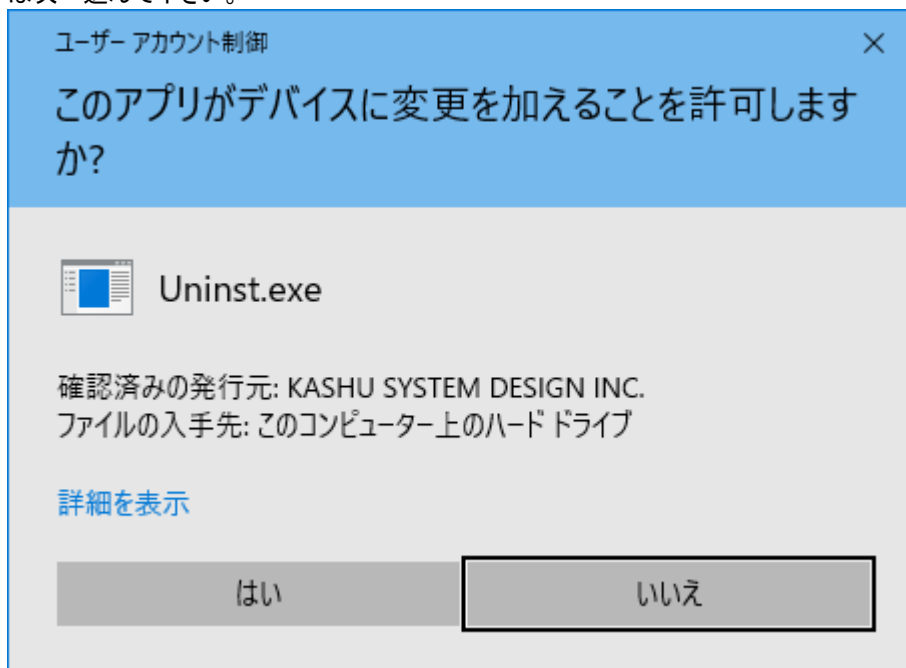 ユーザー アカウント制御
このアプリがデバイスに変更を加えることを許可します
か?
Uninst.exe
確認済みの発行元: KASHU SYSTEM DESIGN INC.
ファイルの入手先: このコンピューター上のハード ドライブ
詳細を表示
はい
いいえ